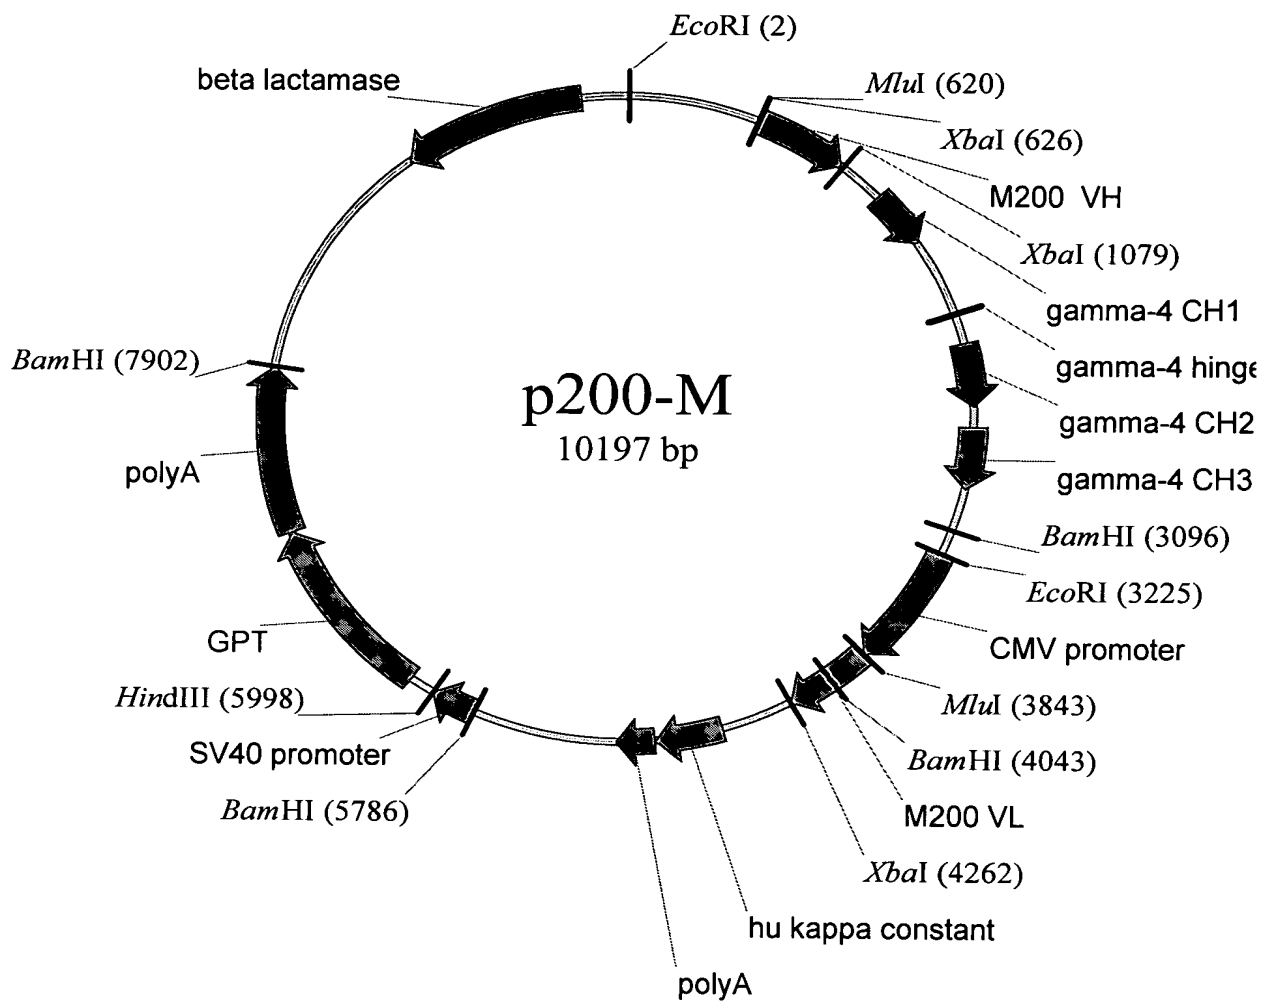 EcoRI (2)
beta lactamase
MluI (620)
XbaI (626)
M200 VH
XbaI (1079)
gamma-4 CH1
BamHI (7902)
gamma-4 hinge
p200-M
10197 bp
gamma-4 CH2
polyA
gamma-4 CH3
BamHI (3096)
EcoRI (3225)
GPT
CMV promoter
HindIII (5998)
MluI (3843)
SV40 promoter
BamHI (4043)
BamHI (5786)
M200 VL
XbaI (4262)
hu kappa constant
polyA